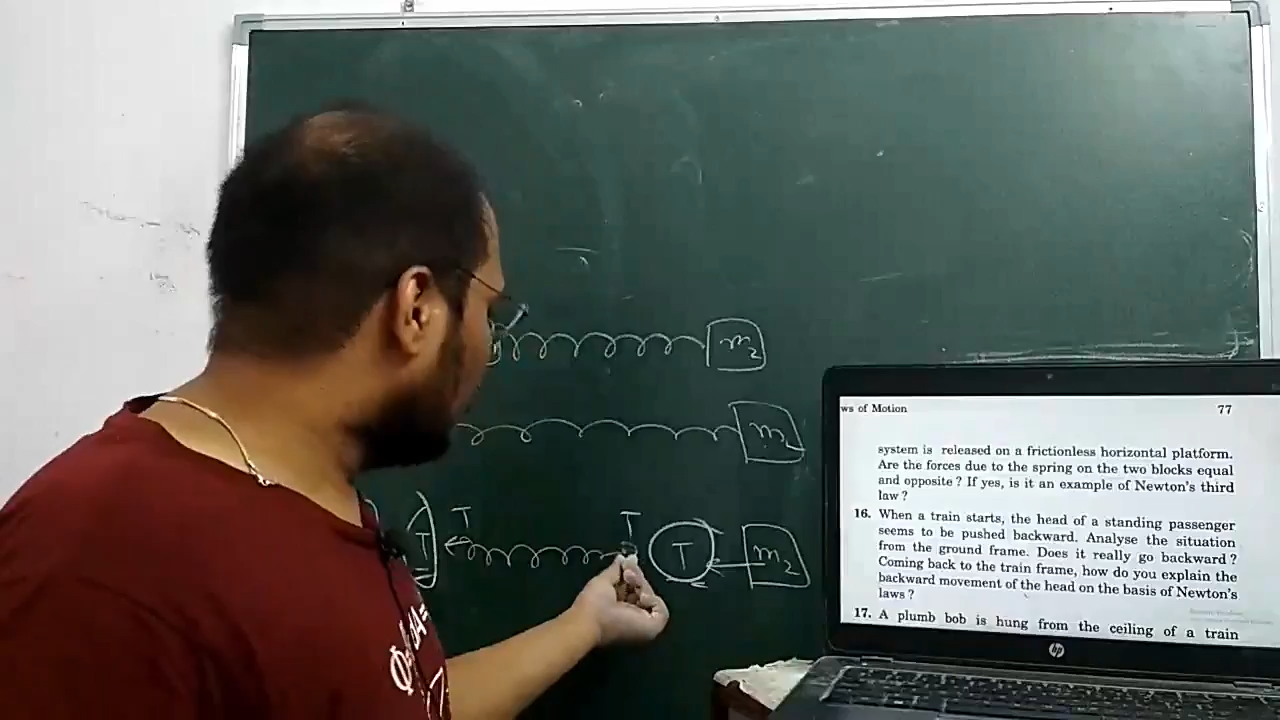 m₂
m₂
T
T
T
T
m₂
ws of Motion
77
system is released on a frictionless horizontal platform.
Are the forces due to the spring on the two blocks equal
and opposite ? If yes, is it an example of Newton's third
law ?
16. When a train starts, the head of a standing passenger
seems to be pushed backward. Analyse the situation
from the ground frame. Does it really go backward ?
Coming back to the train frame, how do you explain the
backward movement of the head on the basis of Newton's
laws ?
17. A plumb bob is hung from the ceiling of a train
hp